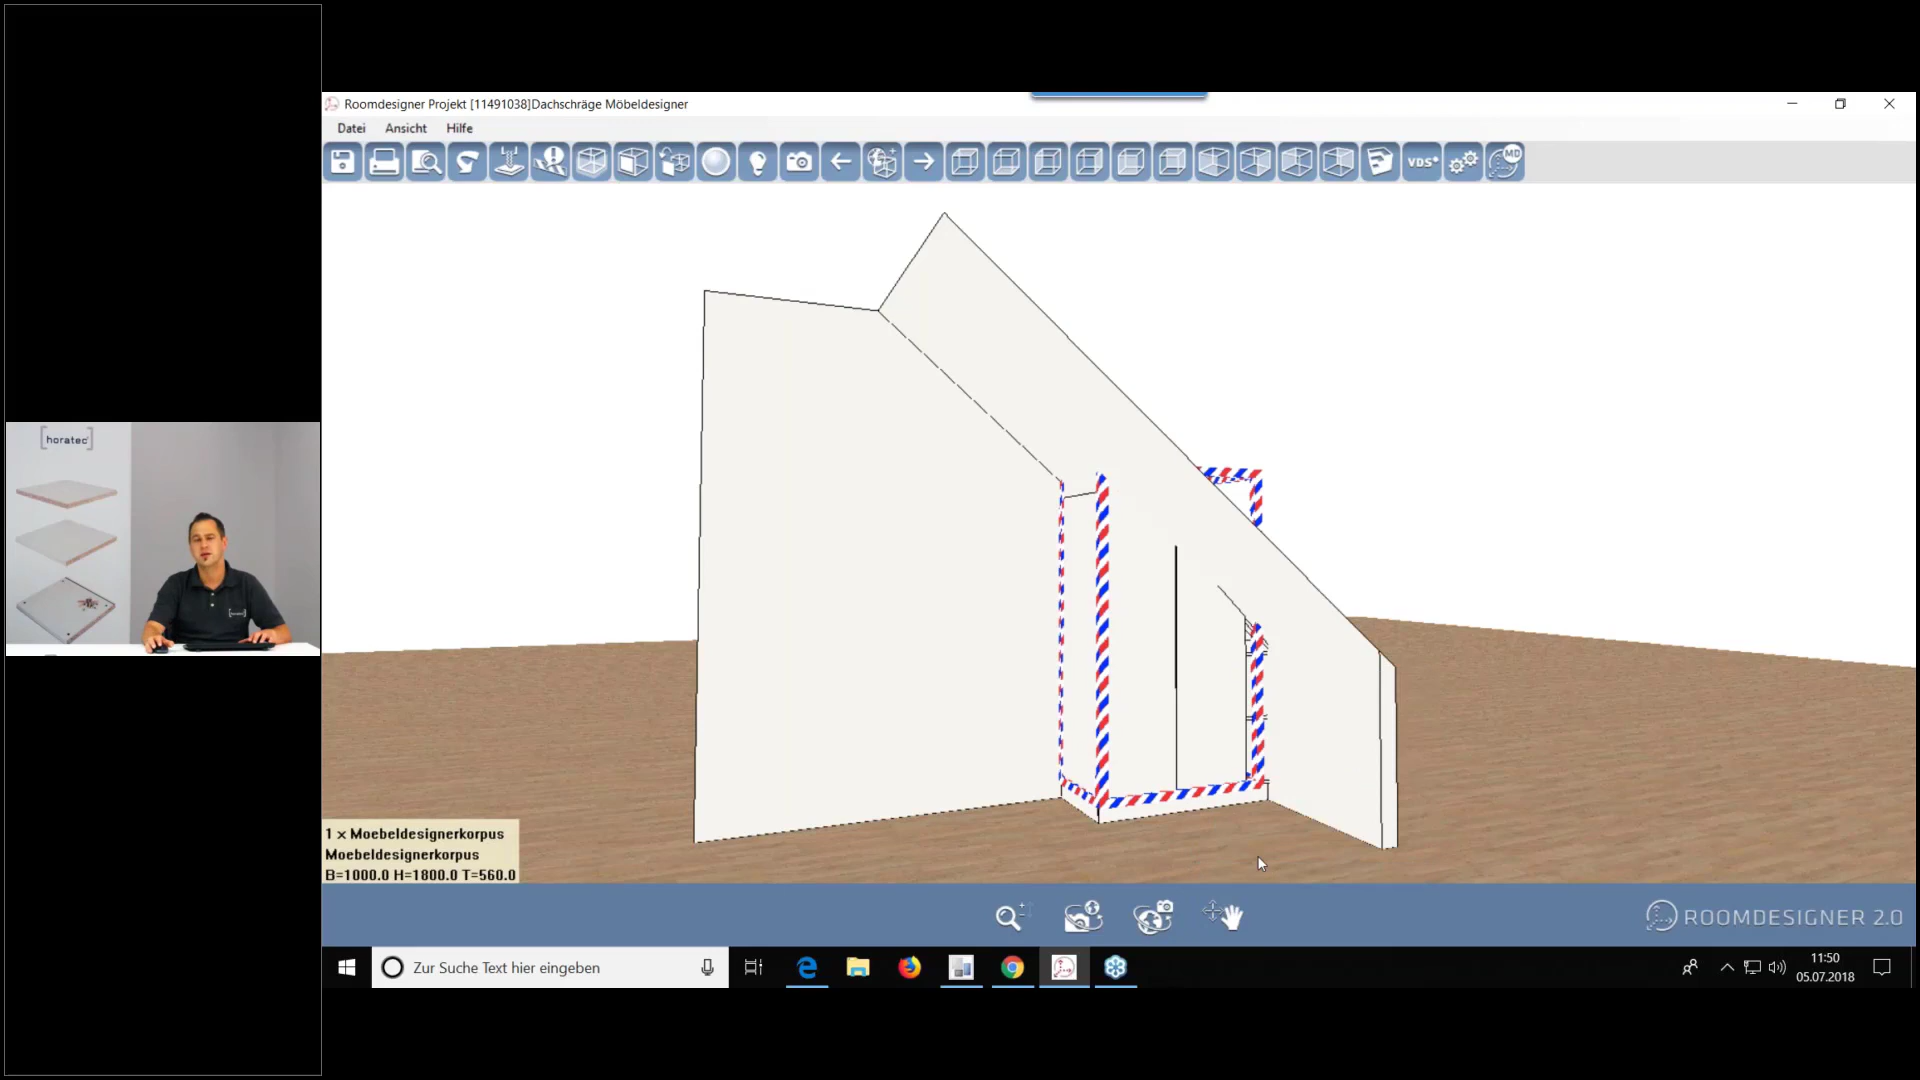 Roomdesigner Projekt [11491038]Dachschräge Möbeldesigner
Datei Ansicht Hilfe
VDS+
MD
[horatec]
1 x Moebeldesignerkorpus
Moebeldesignerkorpus
B=1000.0 H=1800.0 T=560.0
ROOMDESIGNER 2.0
Zur Suche Text hier eingeben
11:50
05.07.2018